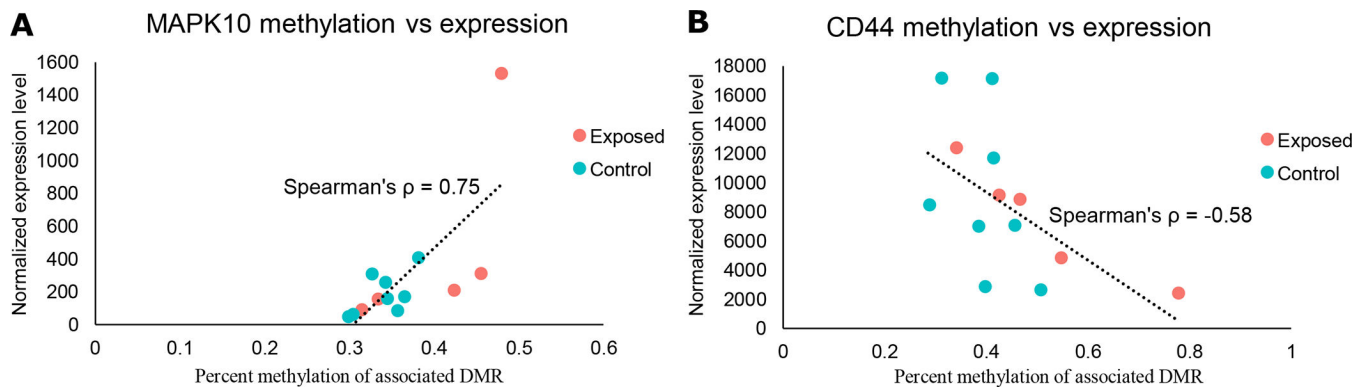 A
MAPK10 methylation vs expression
Normalized expression level
1600
1400
1200
1000
800
600
400
200
0
0 0.1 0.2 0.3 0.4 0.5 0.6
Percent methylation of associated DMR
Spearman's ρ = 0.75
Exposed
Control
B
CD44 methylation vs expression
Normalized expression level
18000
16000
14000
12000
10000
8000
6000
4000
2000
0
0 0.2 0.4 0.6 0.8 1
Percent methylation of associated DMR
Spearman's ρ = -0.58
Exposed
Control